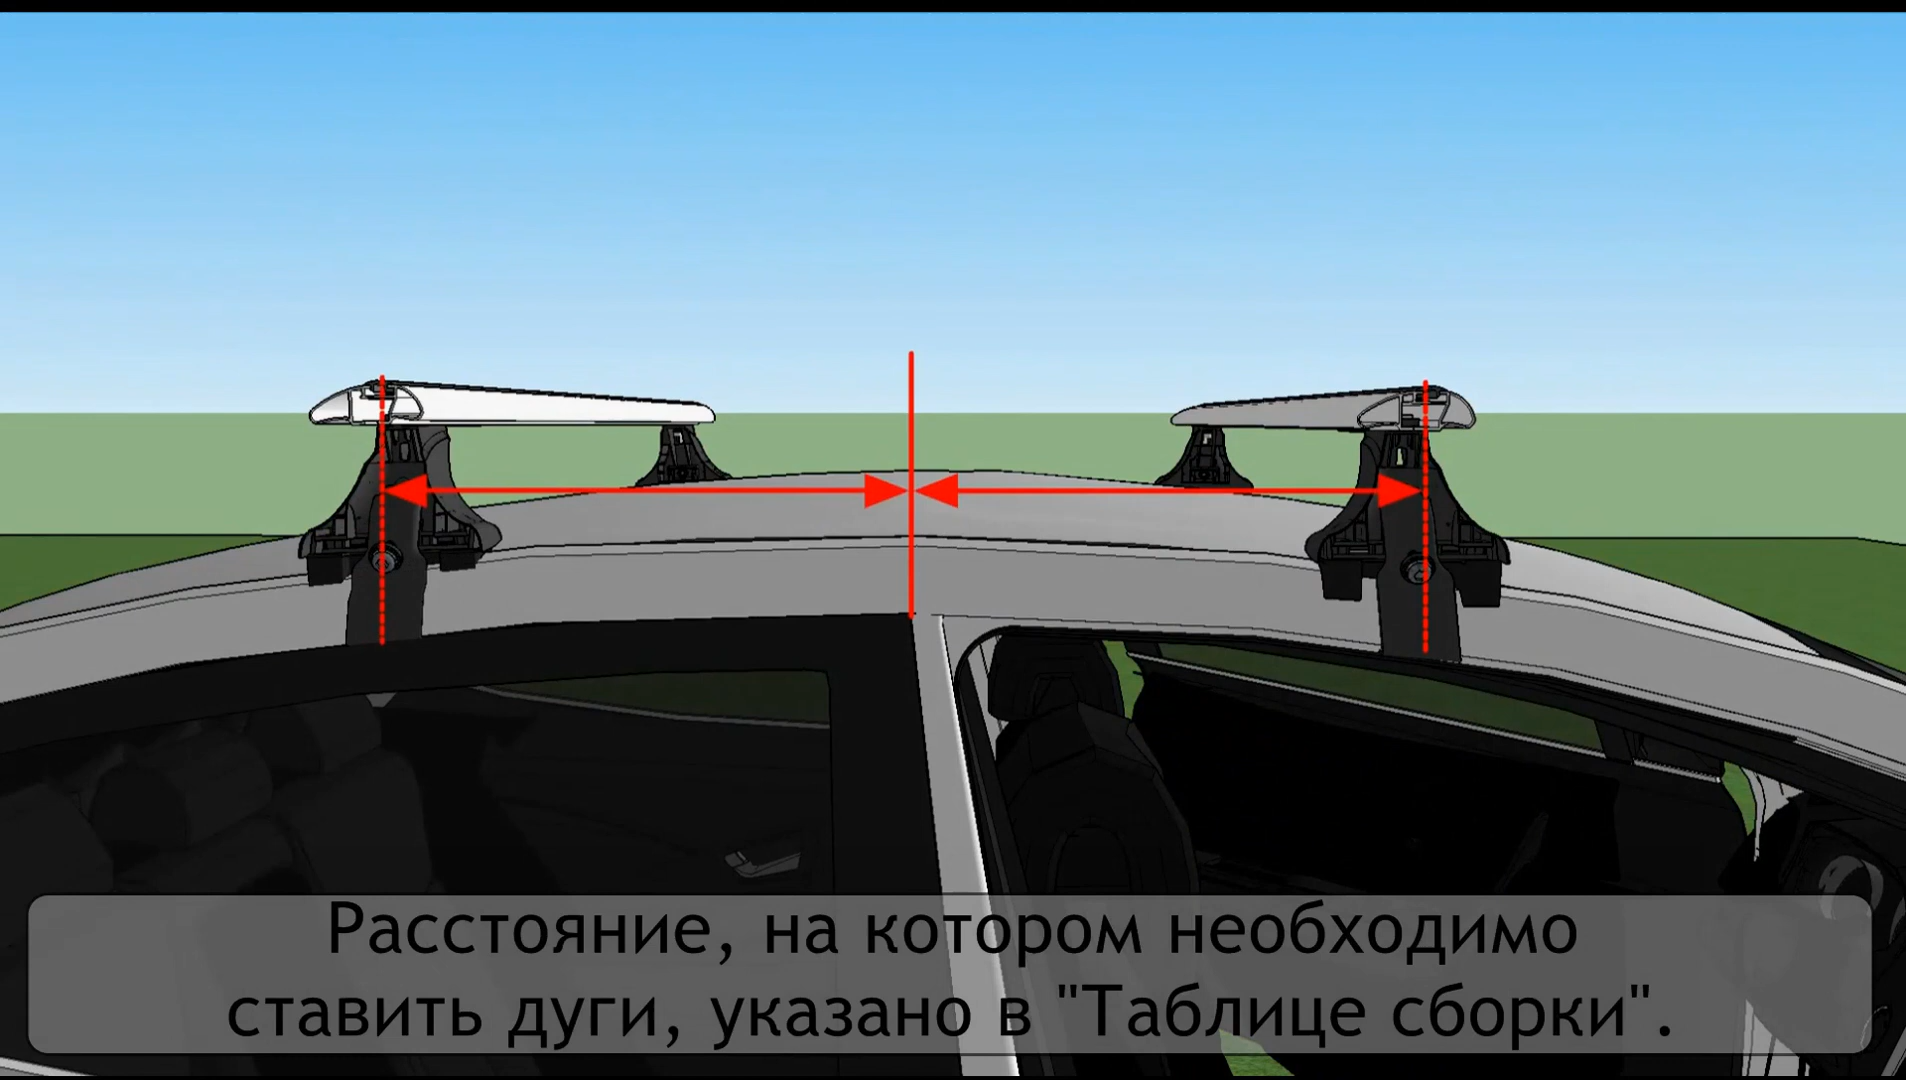 Расстояние, на котором необходимо
ставить дуги, указано в "Таблице сборки".